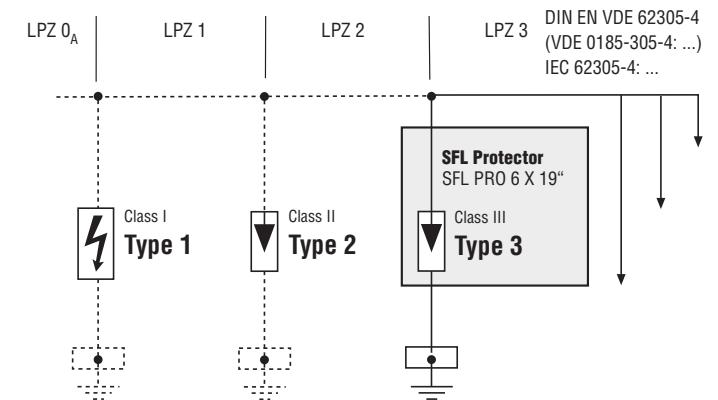 LPZ 0A
LPZ 1
LPZ 2
LPZ 3
DIN EN VDE 62305-4
(VDE 0185-305-4: ...)
IEC 62305-4: ...
SFL Protector
SFL PRO 6 X 19“
Class I
Type 1
Class II
Type 2
Class III
Type 3